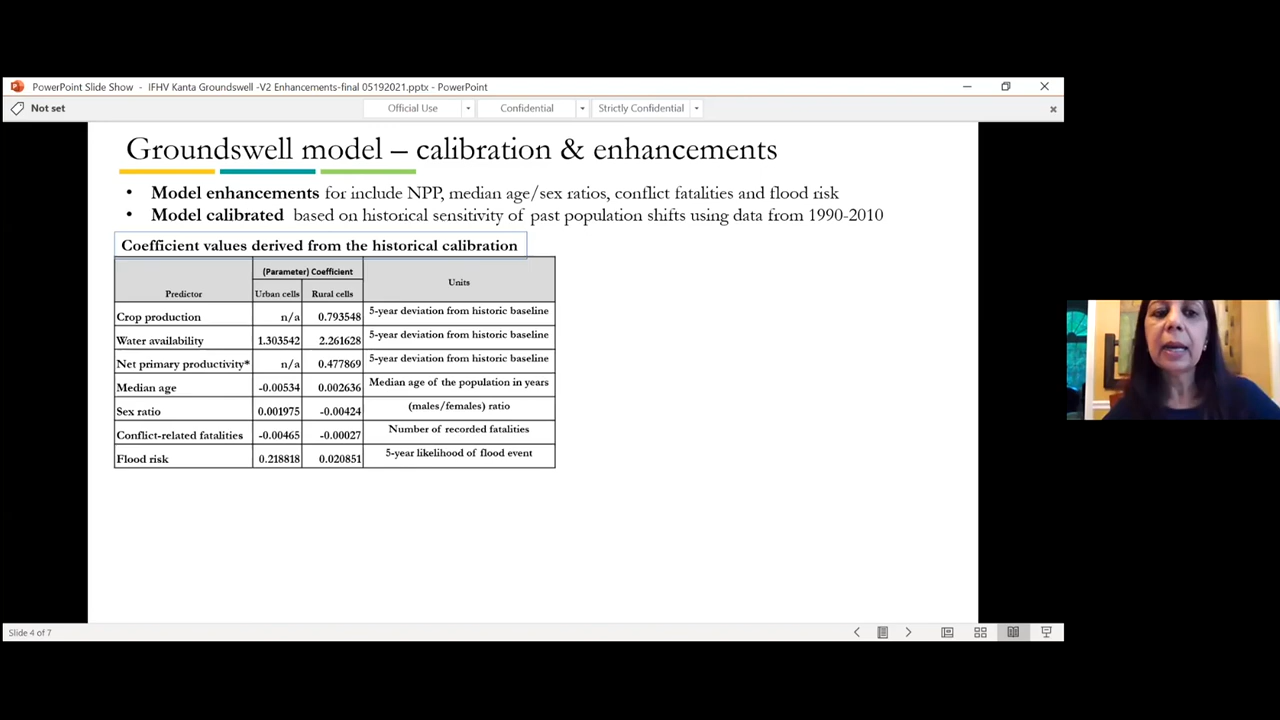 PowerPoint Slide Show - IFHV Kanta Groundswell -V2 Enhancements-final 05192021.pptx - PowerPoint
Not set
Official Use
Confidential
Strictly Confidential
Groundswell model – calibration & enhancements
• Model enhancements for include NPP, median age/sex ratios, conflict fatalities and flood risk
• Model calibrated based on historical sensitivity of past population shifts using data from 1990-2010
Coefficient values derived from the historical calibration
Predictor (Parameter) Coefficient Units
Urban cells Rural cells
Crop production n/a 0.793548 5-year deviation from historic baseline
Water availability 1.303542 2.261628 5-year deviation from historic baseline
Net primary productivity* n/a 0.477869 5-year deviation from historic baseline
Median age -0.00534 0.002636 Median age of the population in years
Sex ratio 0.001975 -0.00424 (males/females) ratio
Conflict-related fatalities -0.00465 -0.00027 Number of recorded fatalities
Flood risk 0.218818 0.020851 5-year likelihood of flood event
Slide 4 of 7